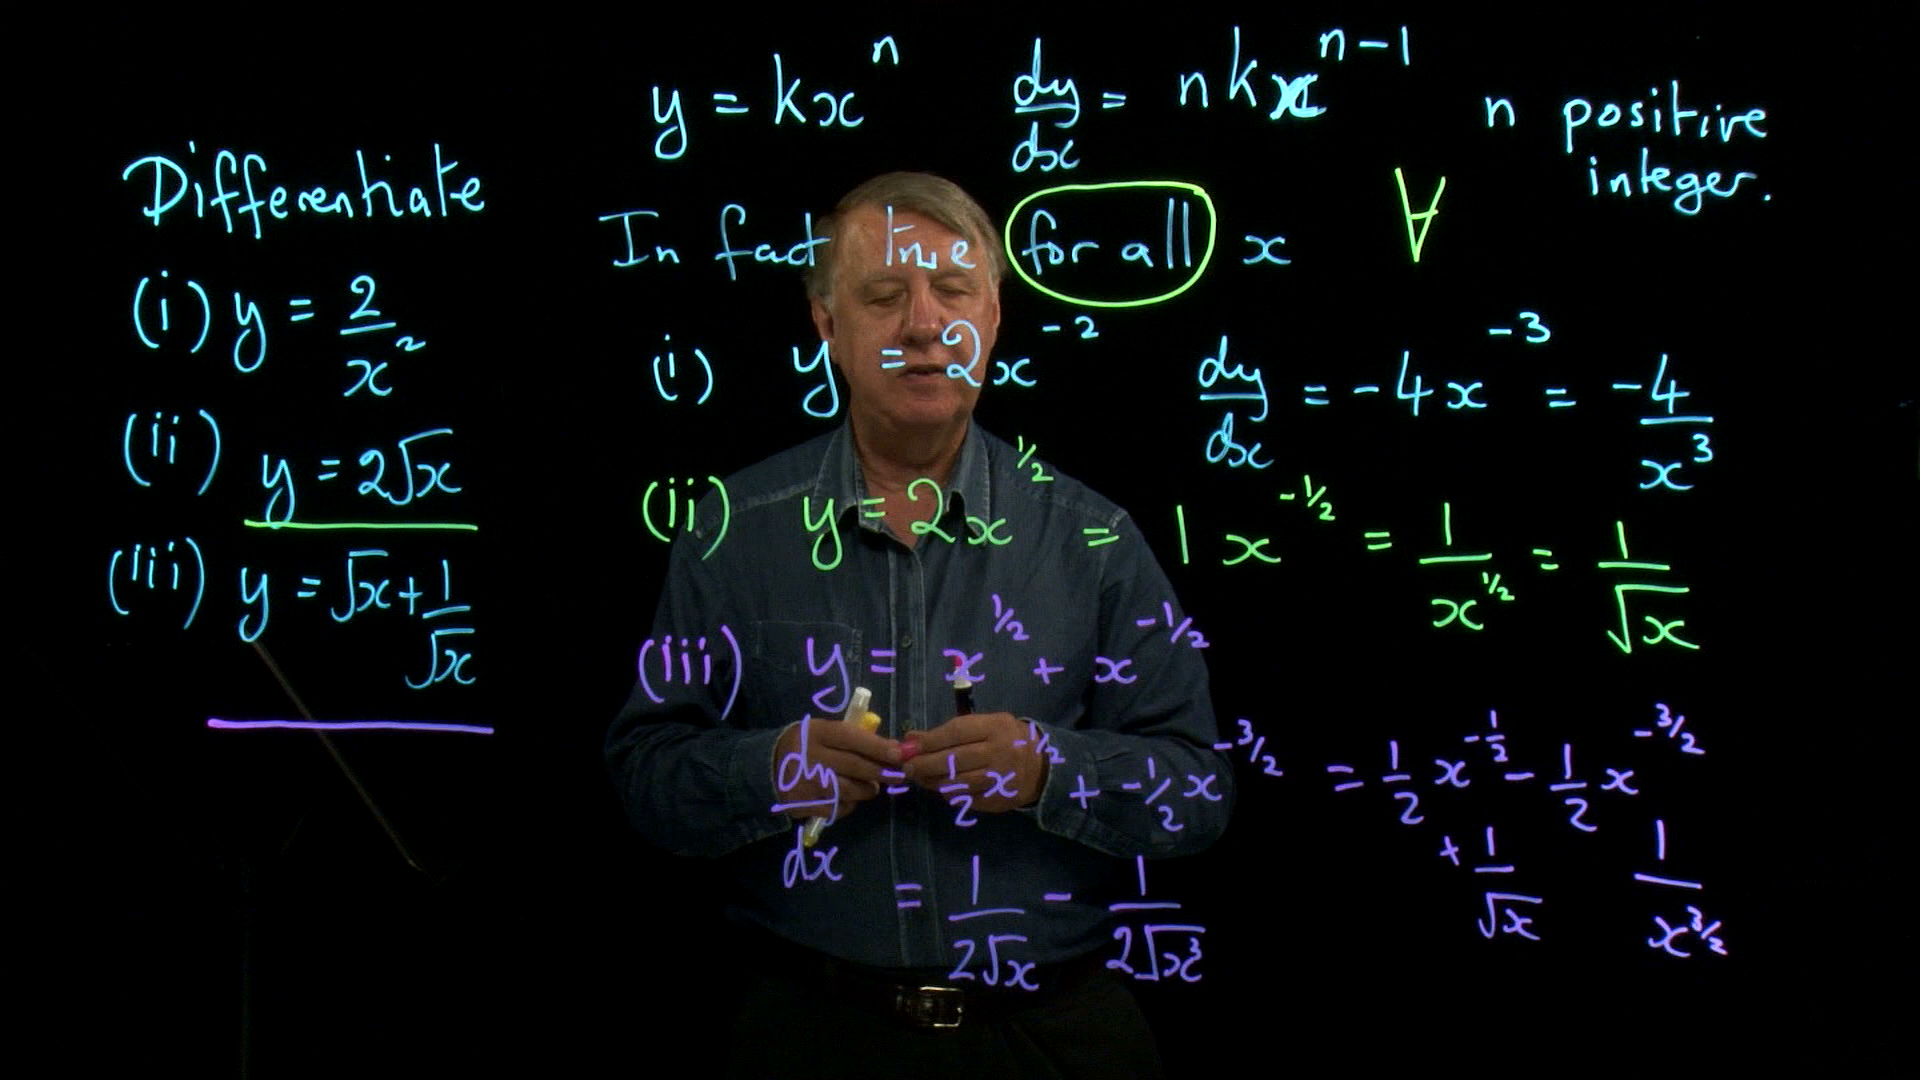 y = kxⁿ dy/dx = nkxⁿ⁻¹ n positive
integer.
In fact true for all x ∀
Differentiate
(i) y = 2/x²
(ii) y = 2√x
(iii) y = √x + 1/√x
(i) y = 2x⁻² dy/dx = -4x⁻³ = -4/x³
(ii) y = 2x^½ = 1x^-½ = 1/x^½ = 1/√x
(iii) y = x^½ + x^-½
dy/dx = ½x^-½ + -½x^-3/2 = ½x^-½ - ½x^-3/2
+ 1/√x 1/x^3/2
= 1/2√x - 1/2√x³